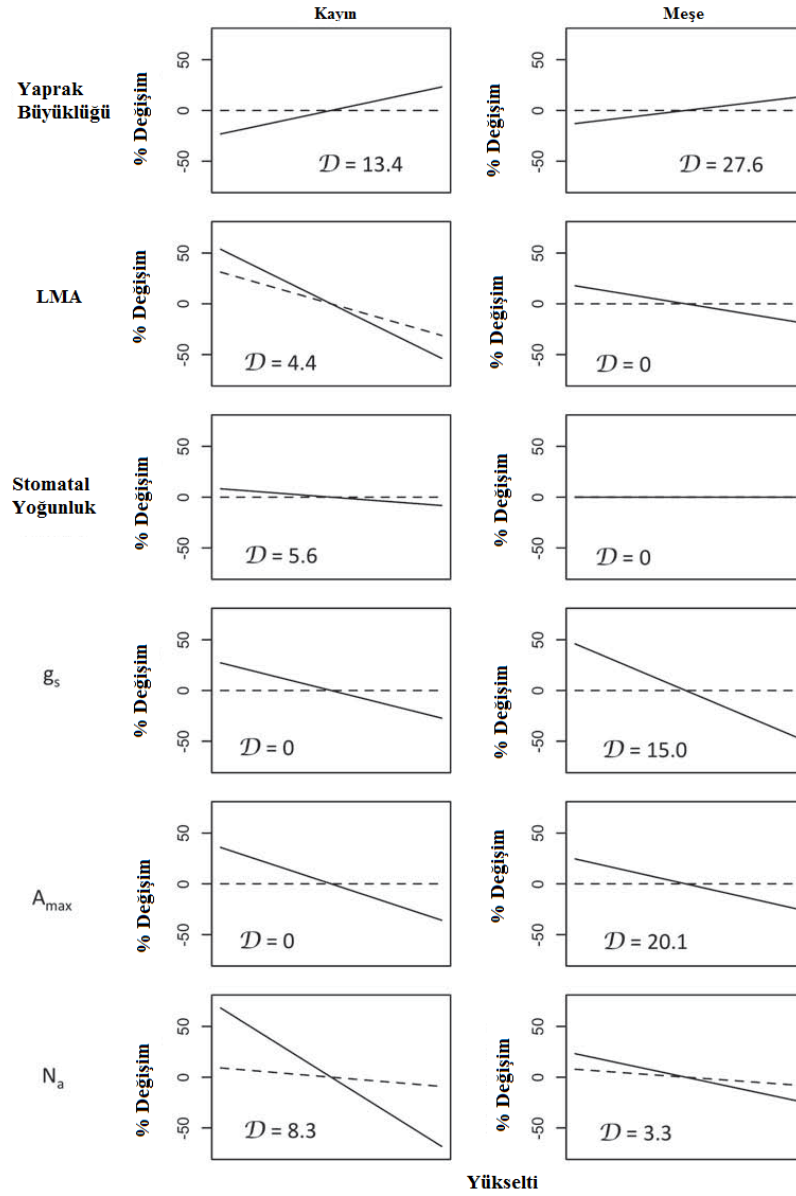 Kayın
Meşe
Yaprak
Büyüklüğü
% Değişim
50
0
-50
𝒟 = 13.4
% Değişim
50
0
-50
𝒟 = 27.6
LMA
% Değişim
50
0
-50
𝒟 = 4.4
% Değişim
50
0
-50
𝒟 = 0
Stomatal
Yoğunluk
% Değişim
50
0
-50
𝒟 = 5.6
% Değişim
50
0
-50
𝒟 = 0
gs
% Değişim
50
0
-50
𝒟 = 0
% Değişim
50
0
-50
𝒟 = 15.0
Amax
% Değişim
50
0
-50
𝒟 = 0
% Değişim
50
0
-50
𝒟 = 20.1
Na
% Değişim
50
0
-50
𝒟 = 8.3
% Değişim
50
0
-50
𝒟 = 3.3
Yükselti